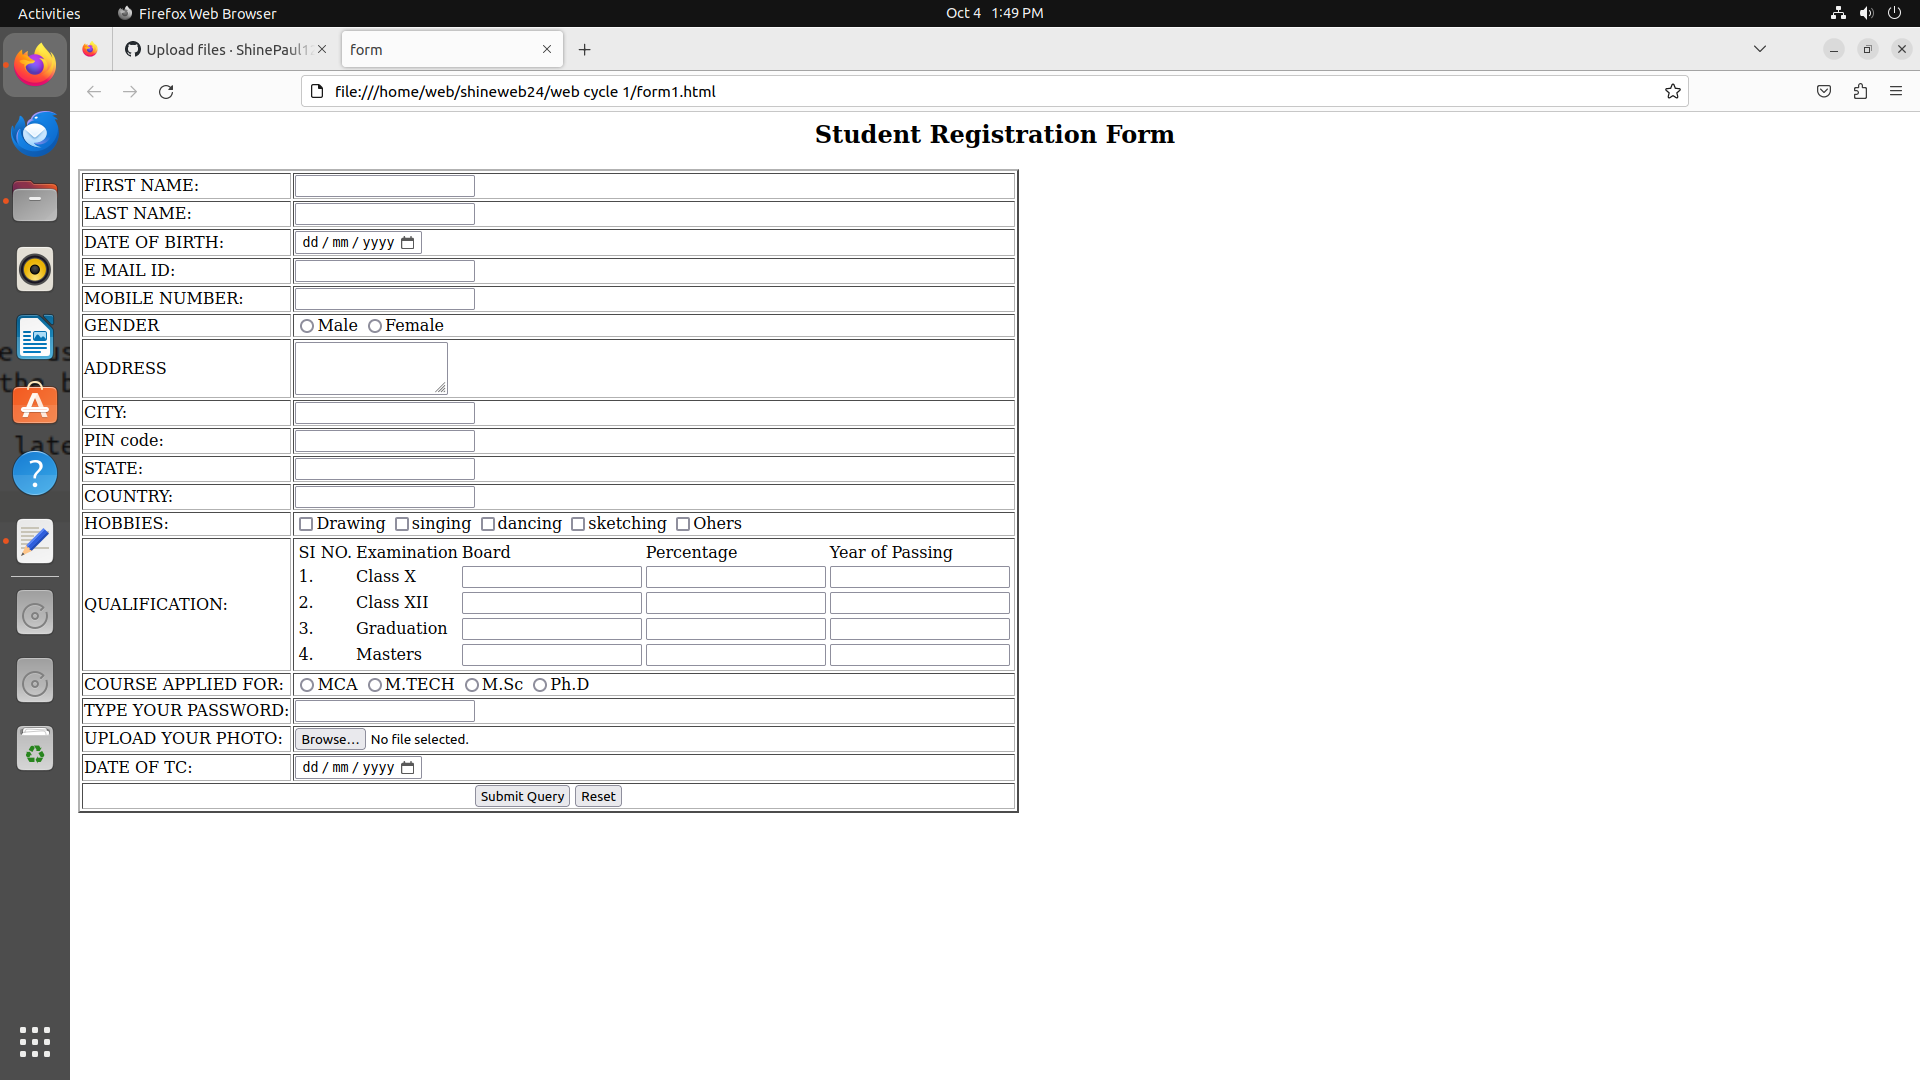 Activities Firefox Web Browser Oct 4 1:49 PM
Upload files · ShinePaul1 form
file:///home/web/shineweb24/web cycle 1/form1.html
Student Registration Form
FIRST NAME:
LAST NAME:
DATE OF BIRTH: dd / mm / yyyy
E MAIL ID:
MOBILE NUMBER:
GENDER Male Female
ADDRESS
CITY:
PIN code:
STATE:
COUNTRY:
HOBBIES: Drawing singing dancing sketching Ohers
QUALIFICATION:
SI NO. Examination Board Percentage Year of Passing
1. Class X
2. Class XII
3. Graduation
4. Masters
COURSE APPLIED FOR: MCA M.TECH M.Sc Ph.D
TYPE YOUR PASSWORD:
UPLOAD YOUR PHOTO: Browse... No file selected.
DATE OF TC: dd / mm / yyyy
Submit Query Reset